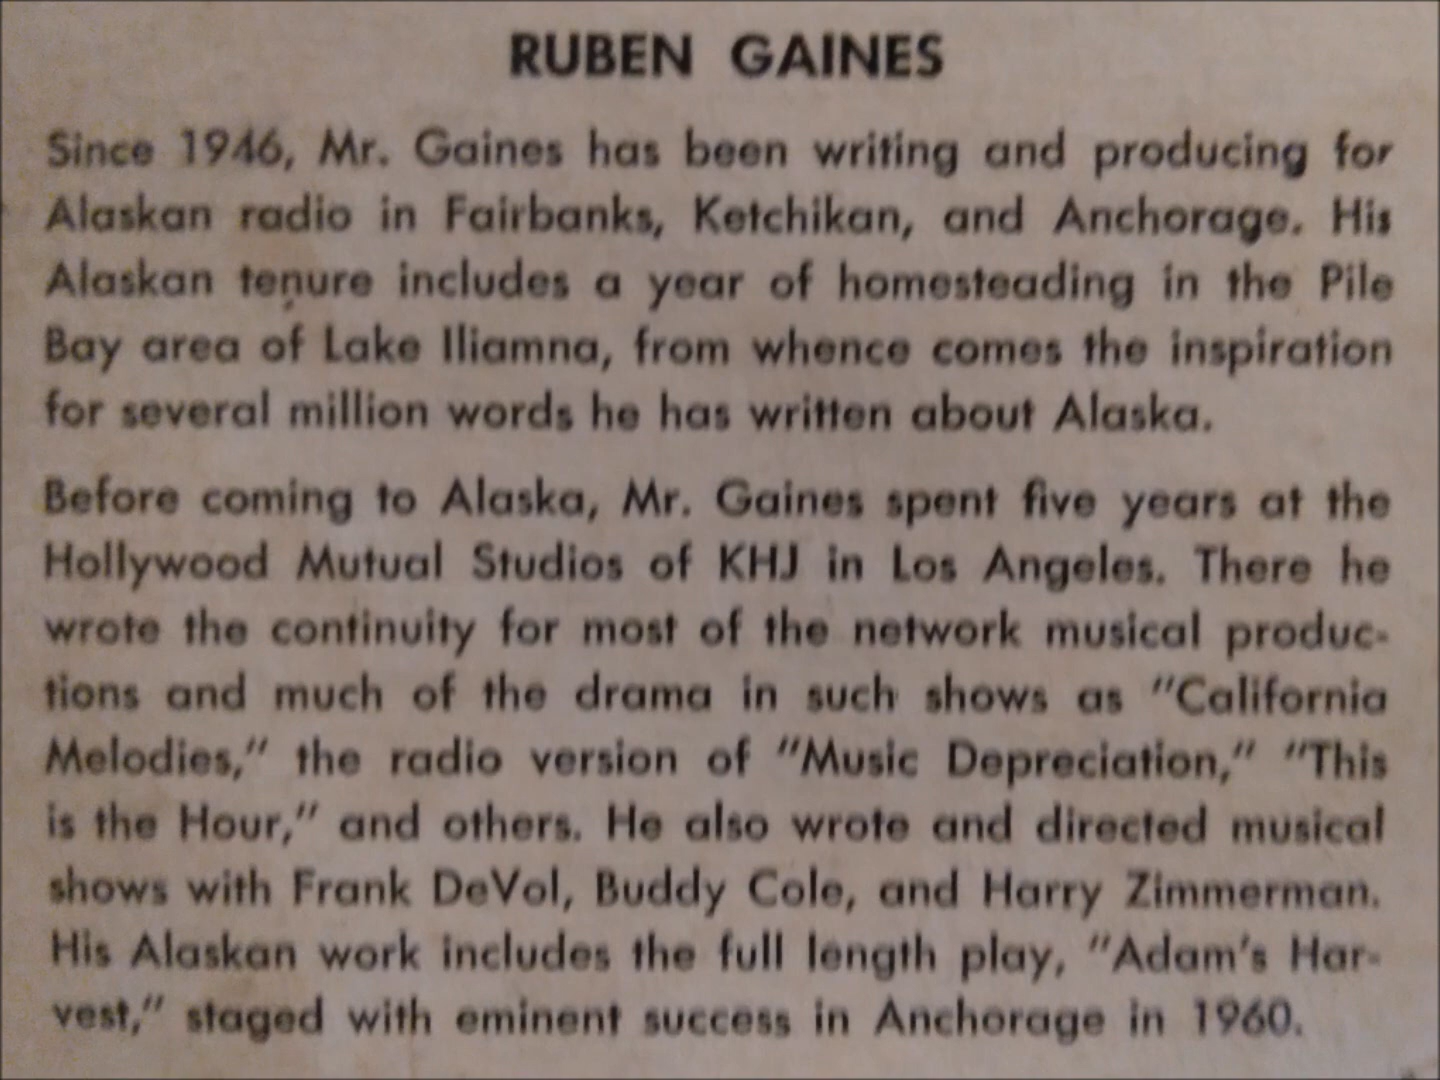 RUBEN GAINES
Since 1946, Mr. Gaines has been writing and producing for
Alaskan radio in Fairbanks, Ketchikan, and Anchorage. His
Alaskan tenure includes a year of homesteading in the Pile
Bay area of Lake Iliamna, from whence comes the inspiration
for several million words he has written about Alaska.
Before coming to Alaska, Mr. Gaines spent five years at the
Hollywood Mutual Studios of KHJ in Los Angeles. There he
wrote the continuity for most of the network musical produc-
tions and much of the drama in such shows as "California
Melodies," the radio version of "Music Depreciation," "This
is the Hour," and others. He also wrote and directed musical
shows with Frank DeVol, Buddy Cole, and Harry Zimmerman.
His Alaskan work includes the full length play, "Adam's Har-
vest," staged with eminent success in Anchorage in 1960.